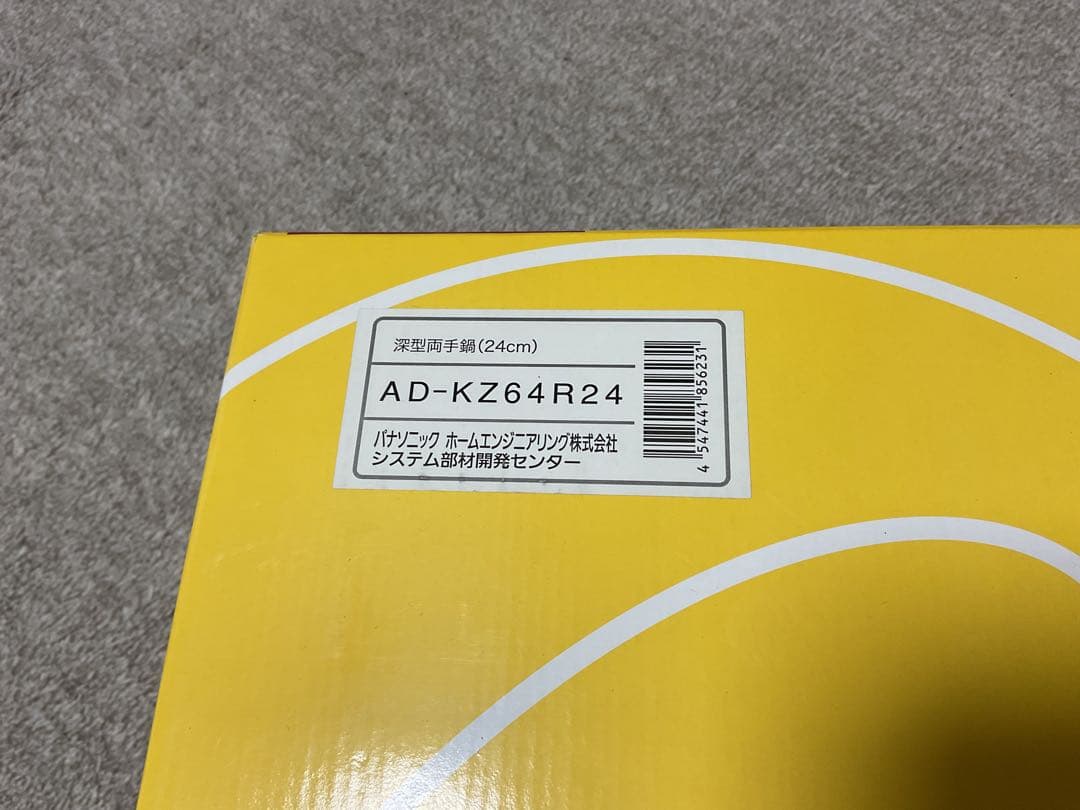 深型両手鍋(24cm)
AD-KZ64R24
パナソニック ホームエンジニアリング株式会社
システム部材開発センター
4 547441 856231